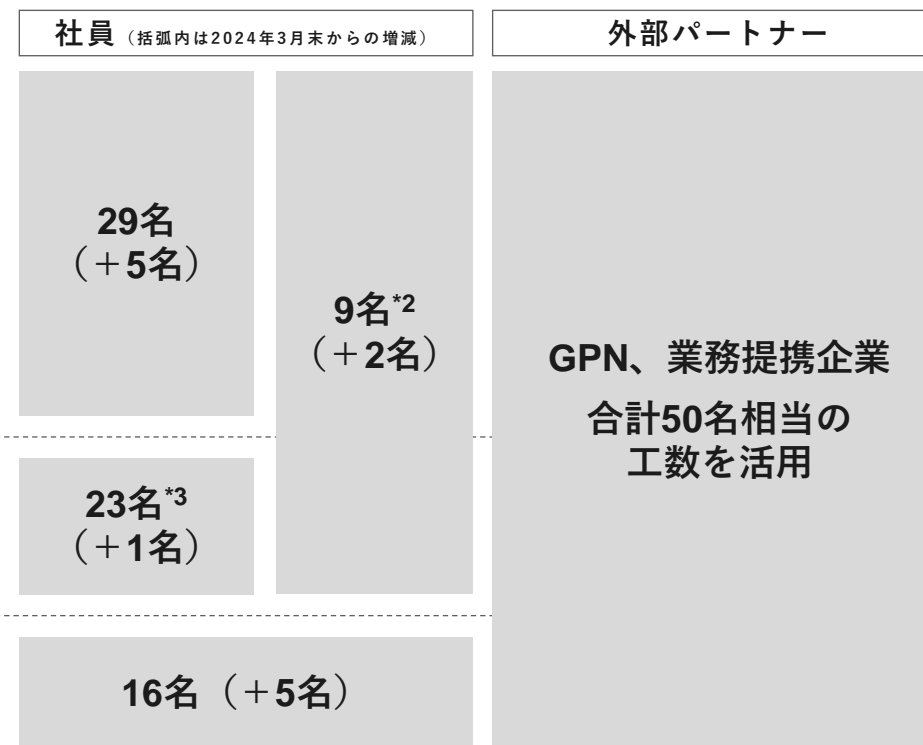 社員（括弧内は2024年3月末からの増減）
外部パートナー
29名
（＋5名）
9名*2
（＋2名）
GPN、業務提携企業
合計50名相当の
工数を活用
23名*3
（＋1名）
16名（＋5名）